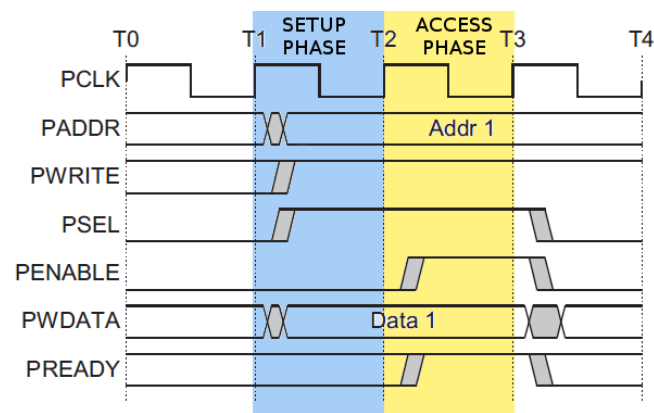 SETUP PHASE ACCESS PHASE
T0 T1 T2 T3 T4
PCLK
PADDR Addr 1
PWRITE
PSEL
PENABLE
PWDATA Data 1
PREADY